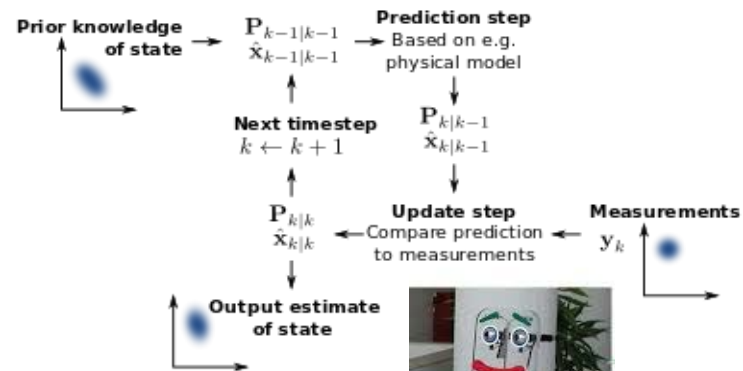 Prior knowledge
of state
P_{k-1|k-1}
x̂_{k-1|k-1}
Prediction step
Based on e.g.
physical model
P_{k|k-1}
x̂_{k|k-1}
Next timestep
k ← k + 1
P_{k|k}
x̂_{k|k}
Update step
Compare prediction
to measurements
Measurements
y_k
Output estimate
of state